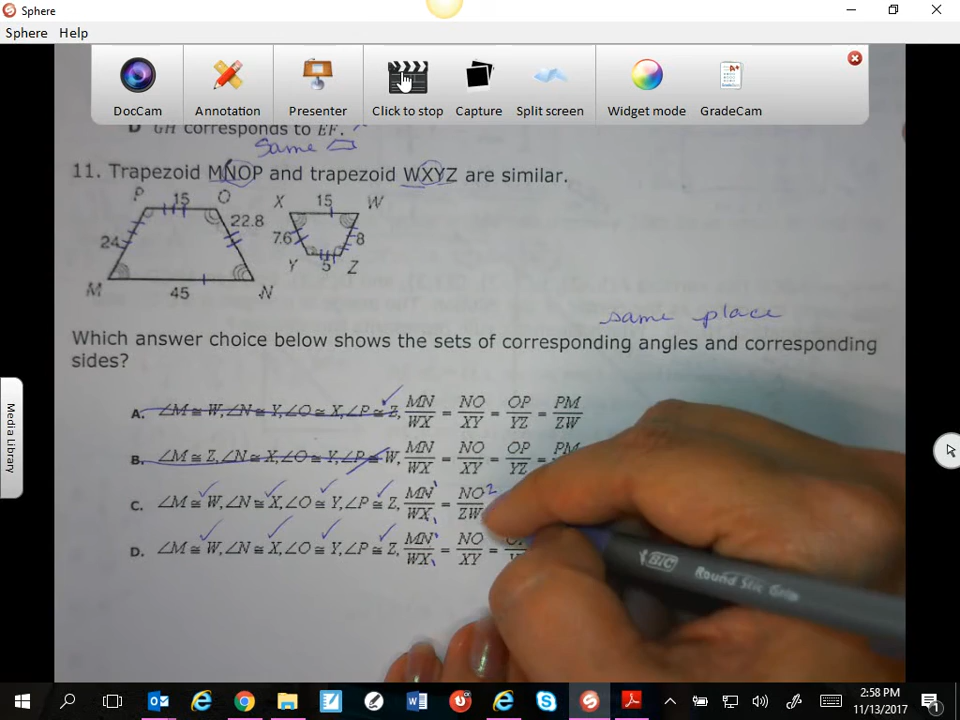 Sphere
Sphere Help
DocCam Annotation Presenter Click to stop Capture Split screen Widget mode GradeCam
D GH corresponds to EF.
Same
11. Trapezoid MNOP and trapezoid WXYZ are similar.
P 15 O X 15 W
24 22.8 7.6 8
Y 5 Z
M 45 N
same place
Which answer choice below shows the sets of corresponding angles and corresponding
sides?
A. ∠M ≅ W, ∠N ≅ Y, ∠O ≅ X, ∠P ≅ Z, MN/WX = NO/XY = OP/YZ = PM/ZW
B. ∠M ≅ Z, ∠N ≅ X, ∠O ≅ Y, ∠P ≅ W, MN/WX = NO/XY = OP/YZ = PM
C. ∠M ≅ W, ∠N ≅ X, ∠O ≅ Y, ∠P ≅ Z, MN/WX = NO/ZW 2
D. ∠M ≅ W, ∠N ≅ X, ∠O ≅ Y, ∠P ≅ Z, MN/WX = NO/XY =
BIC Round Stic Grip
Media Library
2:58 PM
11/13/2017